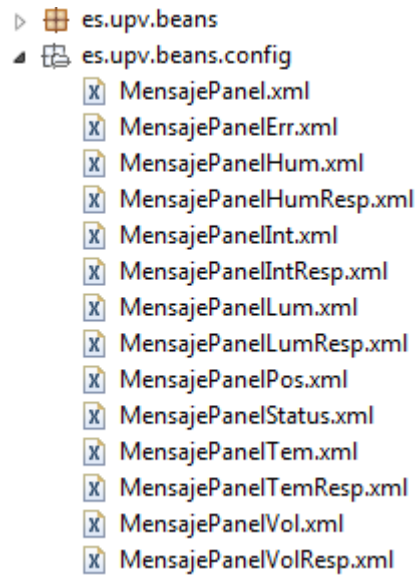 es.upv.beans
es.upv.beans.config
MensajePanel.xml
MensajePanelErr.xml
MensajePanelHum.xml
MensajePanelHumResp.xml
MensajePanelInt.xml
MensajePanelIntResp.xml
MensajePanelLum.xml
MensajePanelLumResp.xml
MensajePanelPos.xml
MensajePanelStatus.xml
MensajePanelTem.xml
MensajePanelTemResp.xml
MensajePanelVol.xml
MensajePanelVolResp.xml